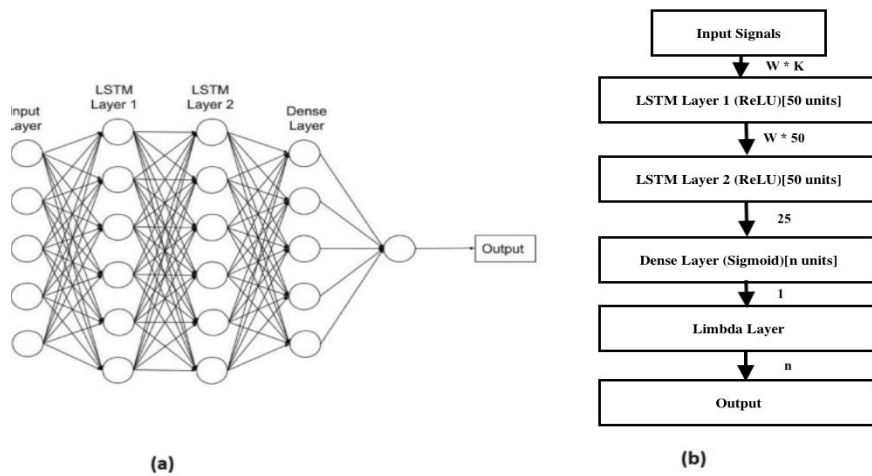 Input
Layer
LSTM
Layer 1
LSTM
Layer 2
Dense
Layer
Output
(a)
Input Signals
W * K
LSTM Layer 1 (ReLU)[50 units]
W * 50
LSTM Layer 2 (ReLU)[50 units]
25
Dense Layer (Sigmoid)[n units]
1
Limbda Layer
n
Output
(b)